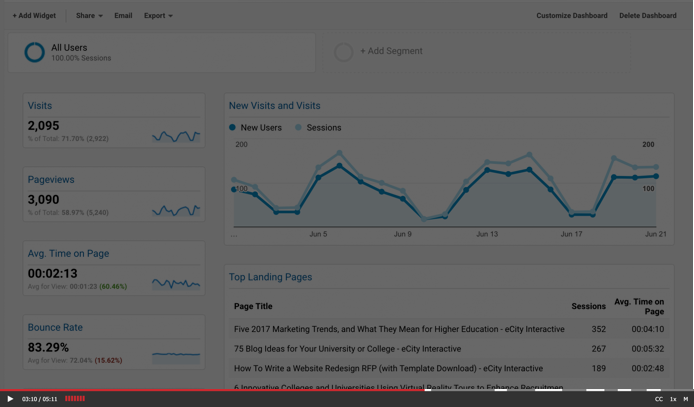 + Add Widget Share Email Export Customize Dashboard Delete Dashboard
All Users
100.00% Sessions
+ Add Segment
Visits
2,095
% of Total: 71.70% (2,922)
Pageviews
3,090
% of Total: 58.97% (5,240)
Avg. Time on Page
00:02:13
Avg for View: 00:01:23 (60.46%)
Bounce Rate
83.29%
Avg for View: 72.04% (15.62%)
New Visits and Visits
New Users Sessions
200 200
100 100
... Jun 5 Jun 9 Jun 13 Jun 17 Jun 21
Top Landing Pages
Page Title Sessions Avg. Time on
Page
Five 2017 Marketing Trends, and What They Mean for Higher Education - eCity Interactive 352 00:04:10
75 Blog Ideas for Your University or College - eCity Interactive 267 00:05:32
How To Write a Website Redesign RFP (with Template Download) - eCity Interactive 189 00:02:48
6 Innovative Colleges and Universities Using Virtual Reality Tours to Enhance Recruitmen
03:10 / 05:11 CC 1x M